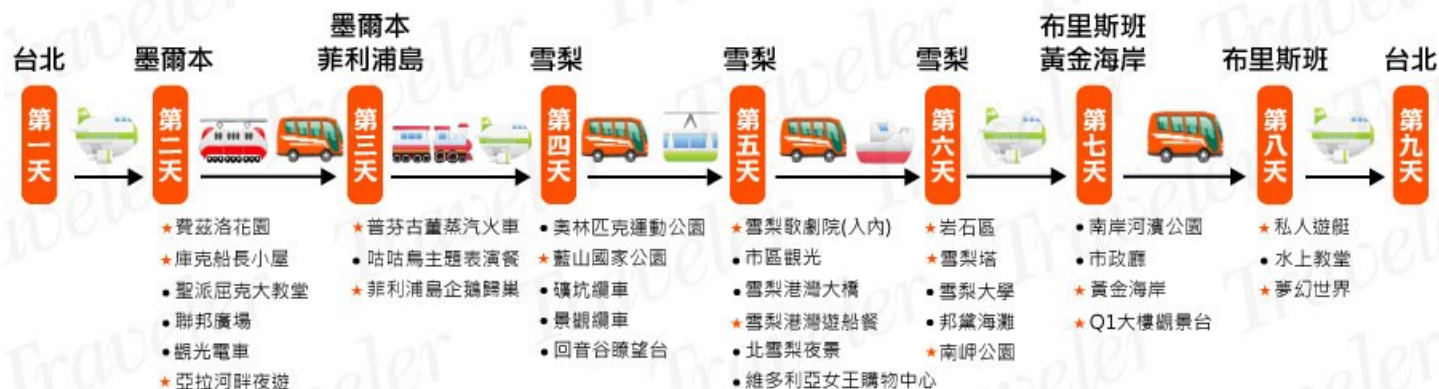 台北
墨爾本
墨爾本
菲利浦島
雪梨
雪梨
雪梨
布里斯班
黃金海岸
布里斯班
台北
第一天
第二天
第三天
第四天
第五天
第六天
第七天
第八天
第九天
★費茲洛花園
★庫克船長小屋
•聖派屈克大教堂
•聯邦廣場
•觀光電車
★亞拉河畔夜遊
★普芬古董蒸汽火車
•咕咕鳥主題表演餐
★菲利浦島企鵝歸巢
•奧林匹克運動公園
★藍山國家公園
•礦坑纜車
•景觀纜車
•回音谷瞭望台
★雪梨歌劇院(入內)
•市區觀光
•雪梨港灣大橋
★雪梨港灣遊船餐
•北雪梨夜景
•維多利亞女王購物中心
★岩石區
★雪梨塔
•雪梨大學
•邦黛海灘
★南岬公園
•南岸河濱公園
•市政廳
★黃金海岸
★Q1大樓觀景台
★私人遊艇
•水上教堂
★夢幻世界
Traveler
Traveler
Traveler
Traveler
Traveler
Traveler